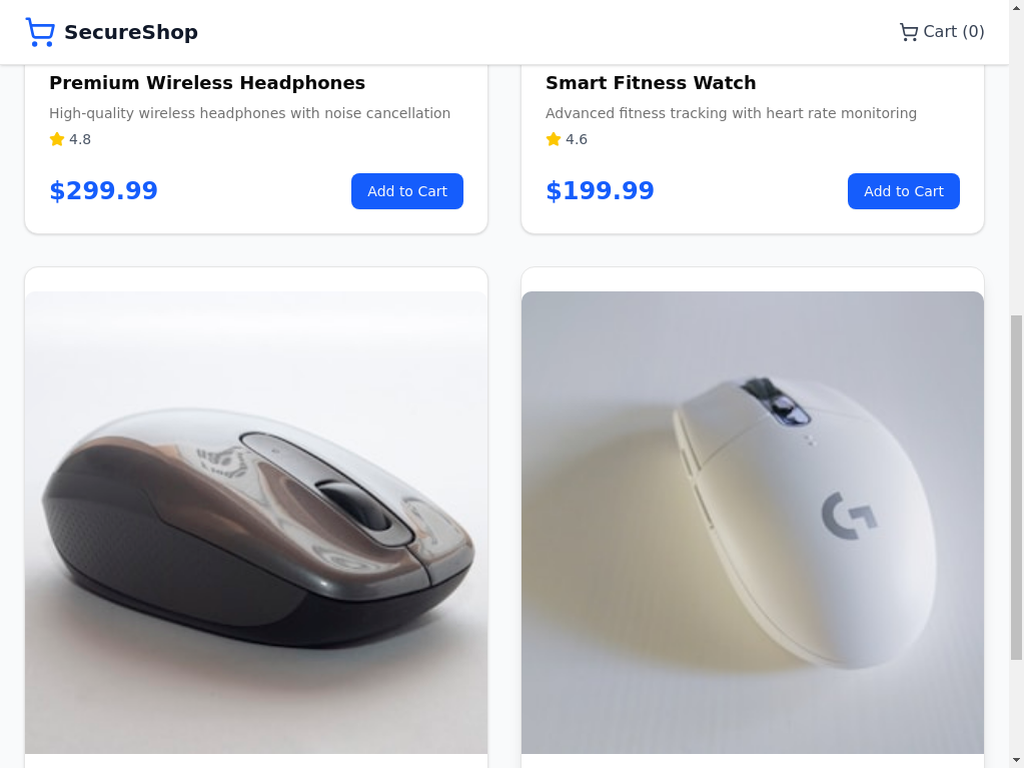 SecureShop
Cart (0)
Premium Wireless Headphones
High-quality wireless headphones with noise cancellation
4.8
$299.99
Add to Cart
Smart Fitness Watch
Advanced fitness tracking with heart rate monitoring
4.6
$199.99
Add to Cart
G